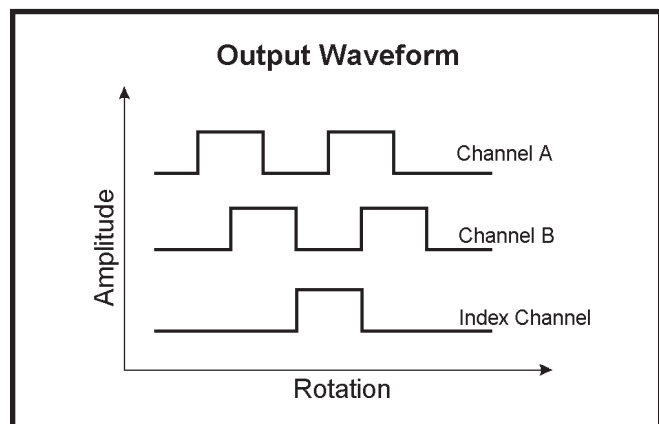 Output Waveform
Channel A
Channel B
Index Channel
Amplitude
Rotation